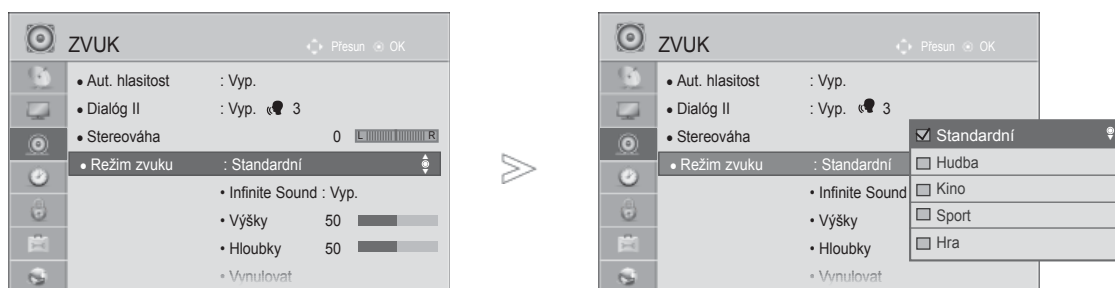 ZVUK
Přesun OK
• Aut. hlasitost : Vyp.
• Dialóg II : Vyp. 3
• Stereováha 0 L R
• Režim zvuku : Standardní
• Infinite Sound : Vyp.
• Výšky 50
• Hloubky 50
• Vynulovat
ZVUK
Přesun OK
• Aut. hlasitost : Vyp.
• Dialóg II : Vyp. 3
• Stereováha
• Režim zvuku : Standardní
• Infinite Sound
• Výšky
• Hloubky
• Vynulovat
Standardní
Hudba
Kino
Sport
Hra